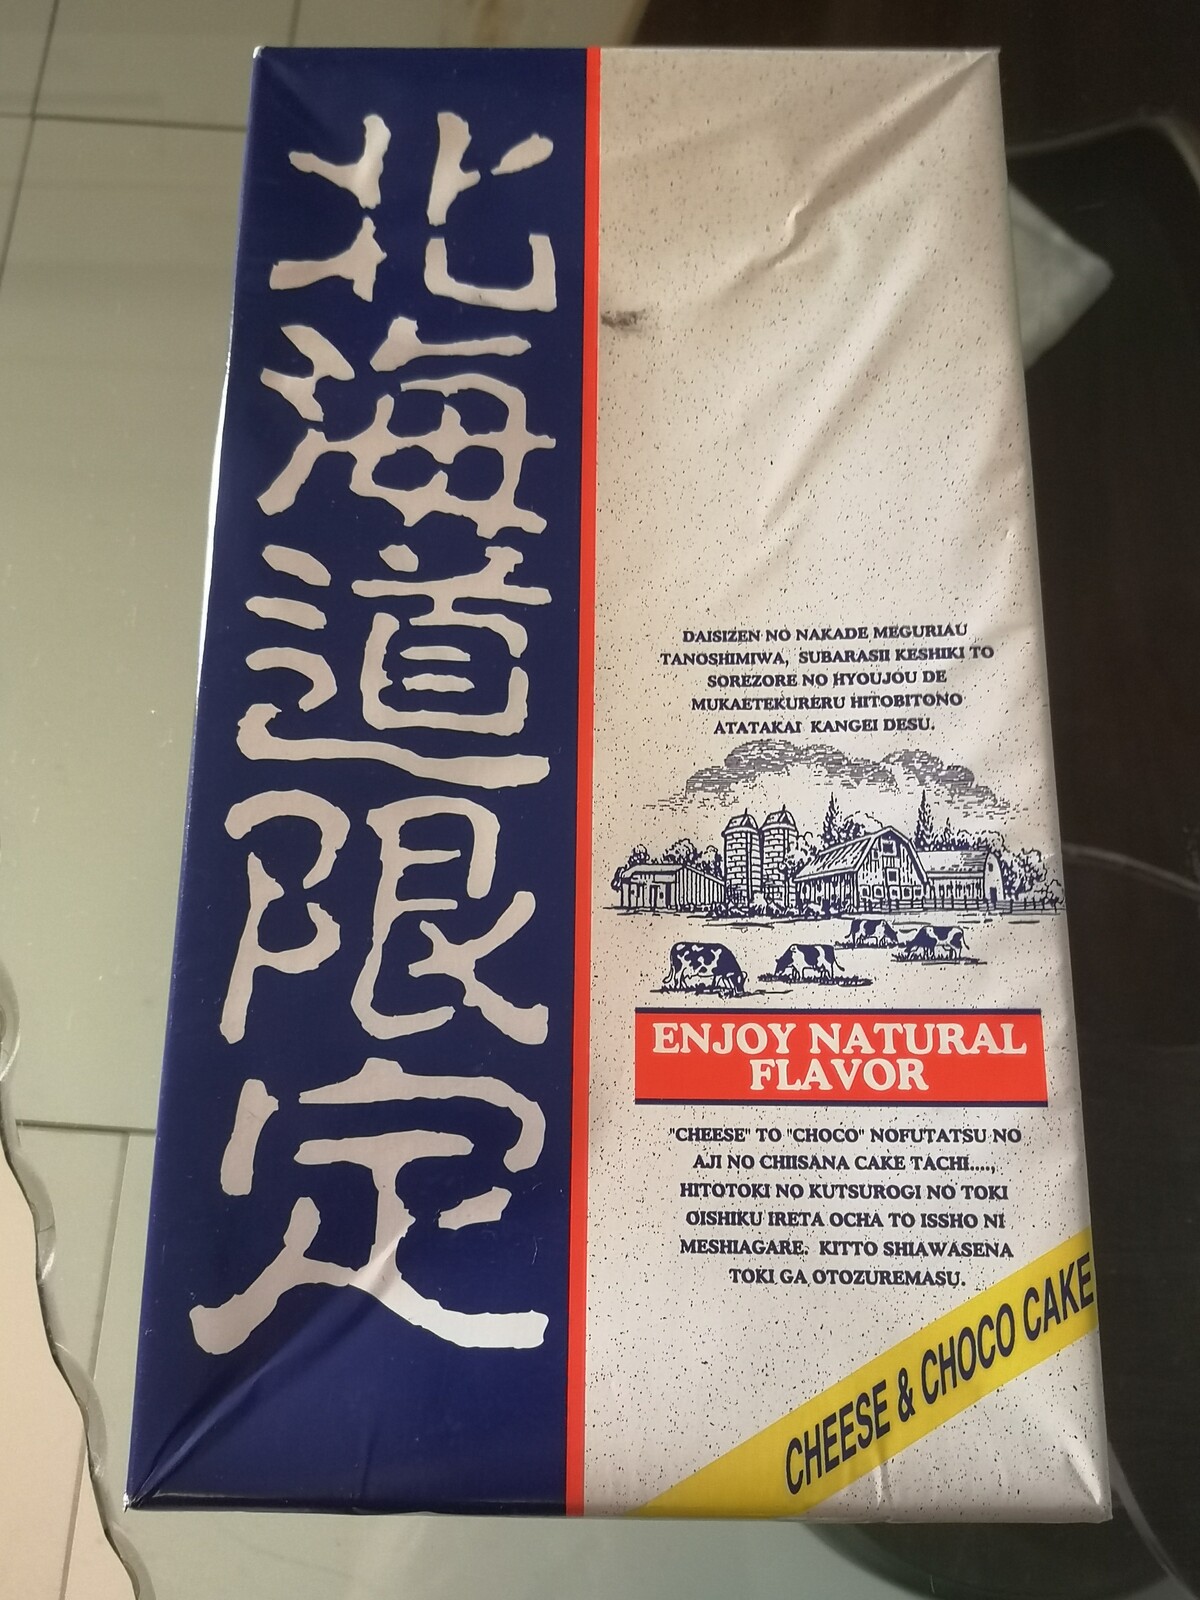 北海道限定
DAISIZEN NO NAKADE MEGURIAU
TANOSHIMIWA, SUBARASII KESHIKI TO
SOREZORE NO HYOUJOU DE
MUKAETEKURERU HITOBITONO
ATATAKAI KANGEI DESU.
ENJOY NATURAL
FLAVOR
"CHEESE" TO "CHOCO" NOFUTATSU NO
AJI NO CHIISANA CAKE TACHI....,
HITOTOKI NO KUTSUROGI NO TOKI
OISHIKU IRETA OCHA TO ISSHO NI
MESHIAGARE. KITTO SHIAWASENA
TOKI GA OTOZUREMASU.
CHEESE & CHOCO CAKE